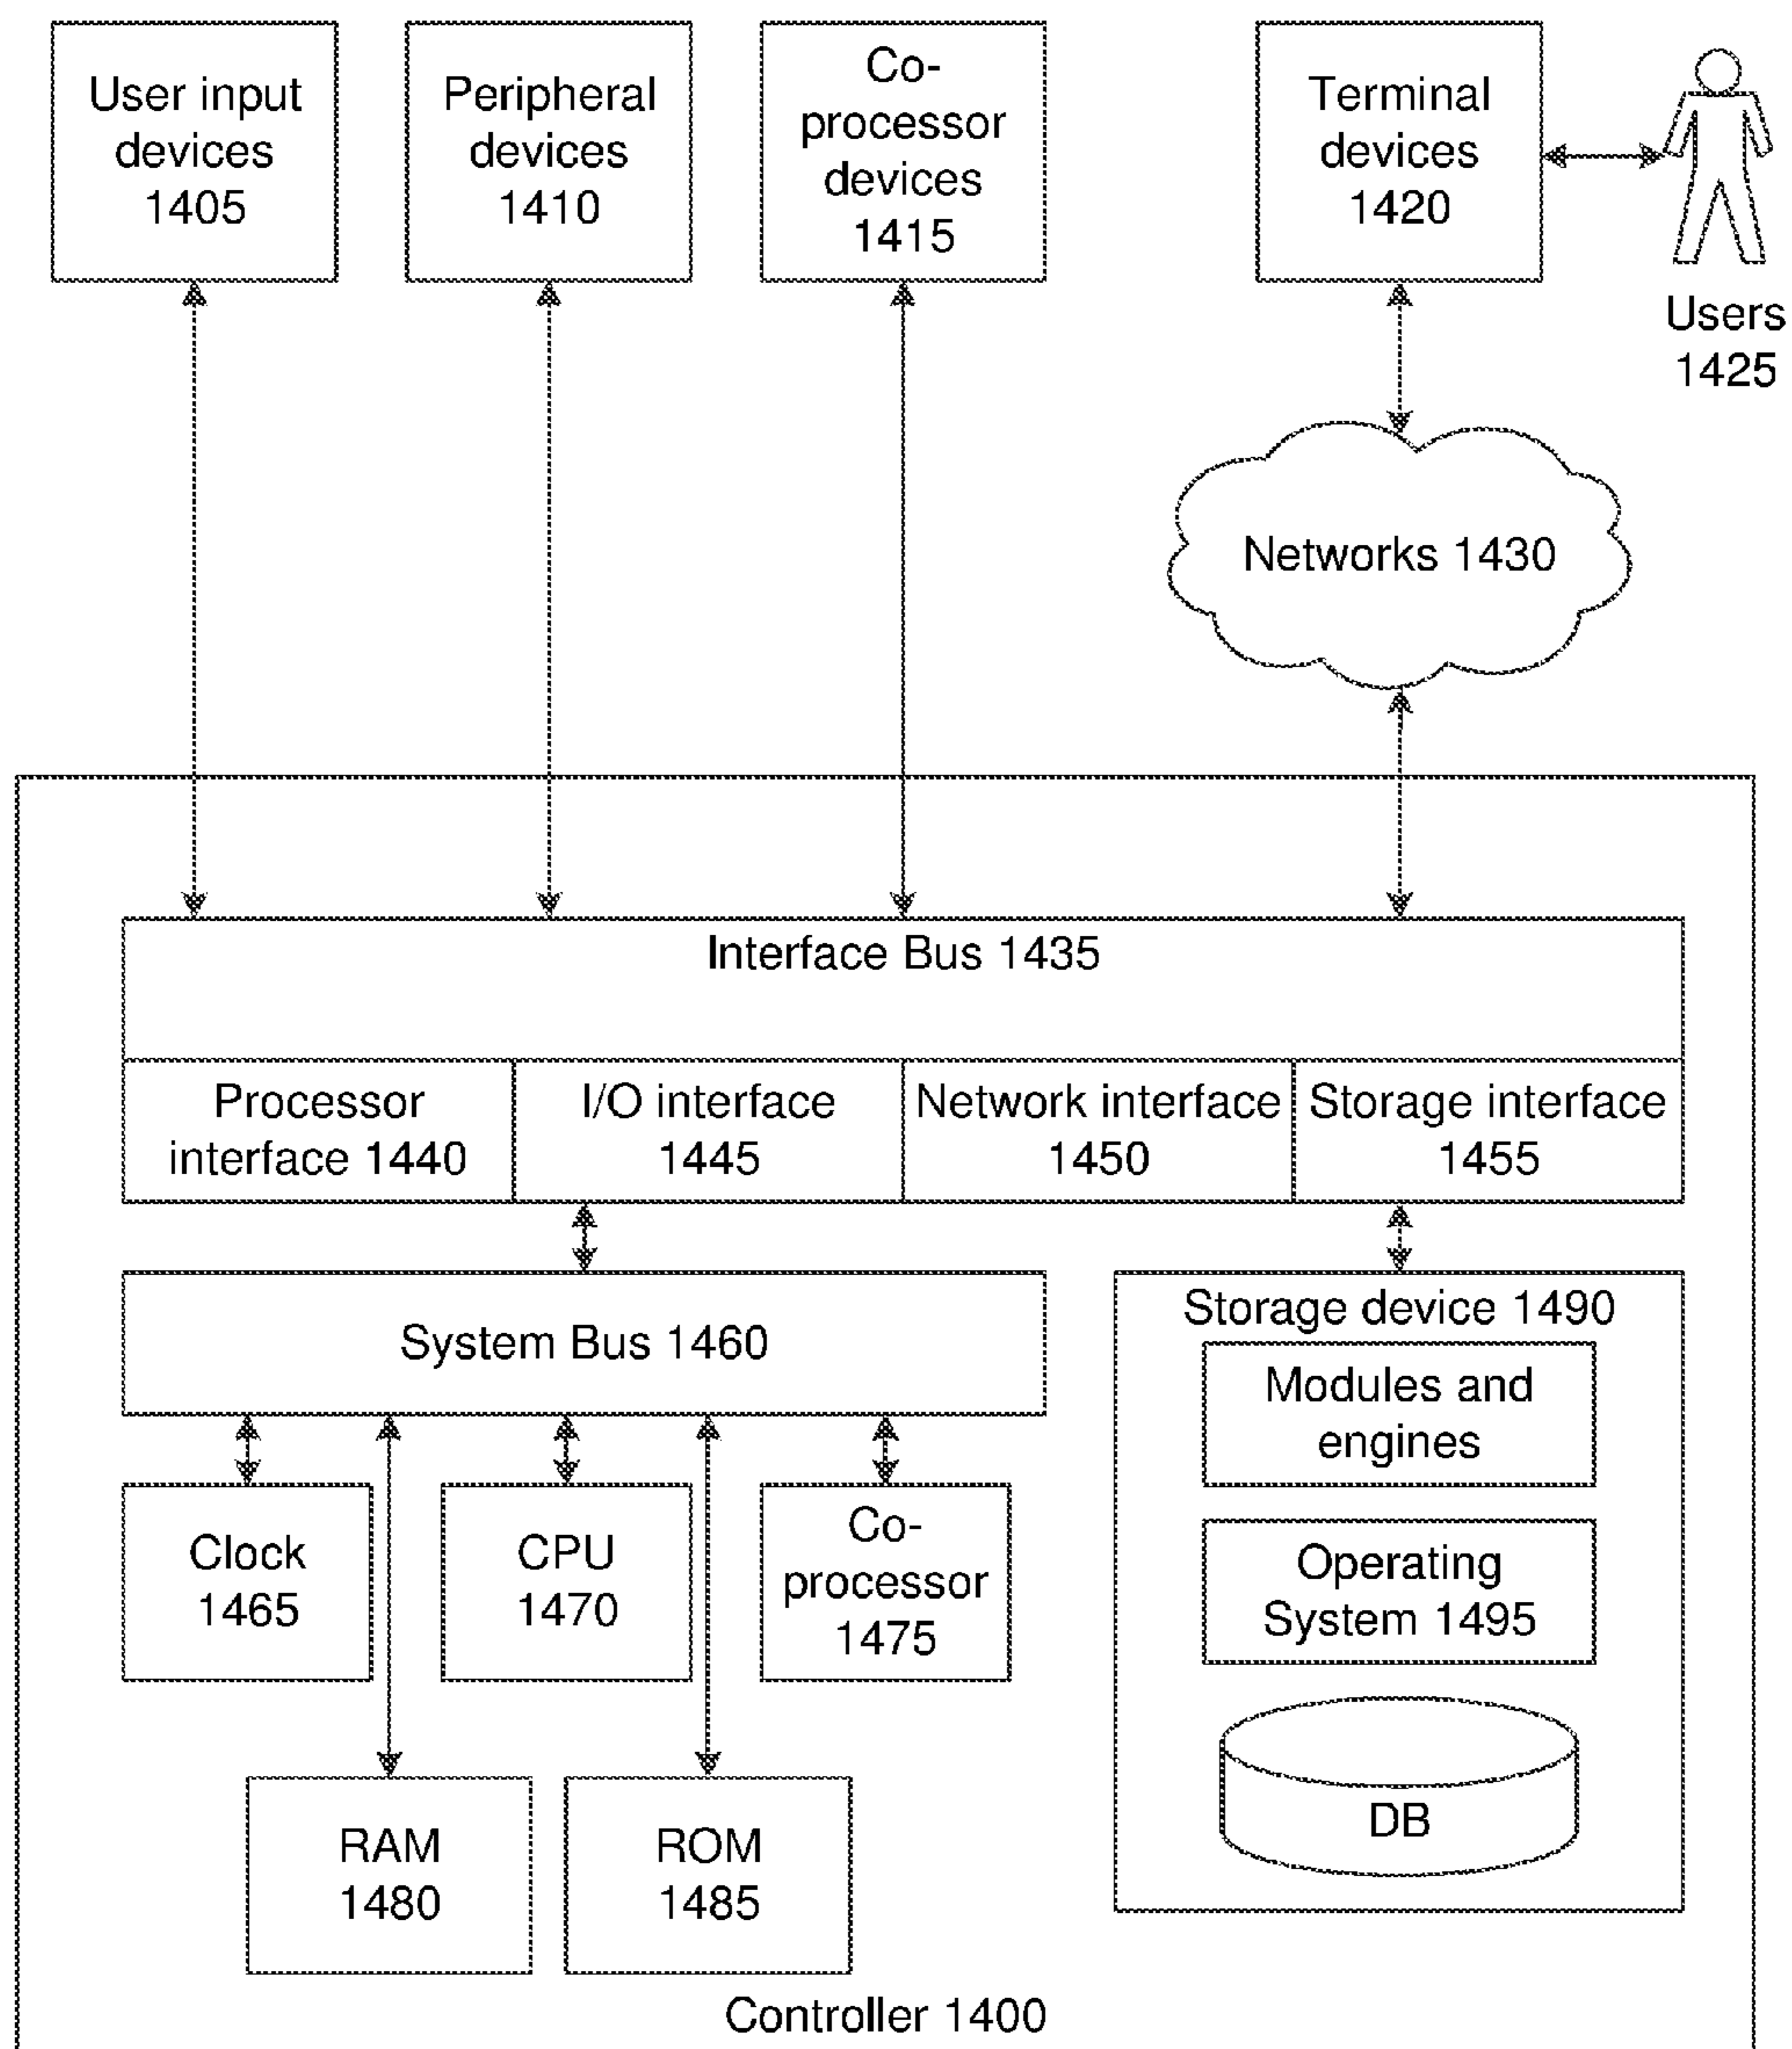 User input
devices
1405
Peripheral
devices
1410
Co-
processor
devices
1415
Terminal
devices
1420
Users
1425
Networks 1430
Interface Bus 1435
Processor
interface 1440
I/O interface
1445
Network interface
1450
Storage interface
1455
System Bus 1460
Storage device 1490
Modules and
engines
Operating
System 1495
DB
Clock
1465
CPU
1470
Co-
processor
1475
RAM
1480
ROM
1485
Controller 1400